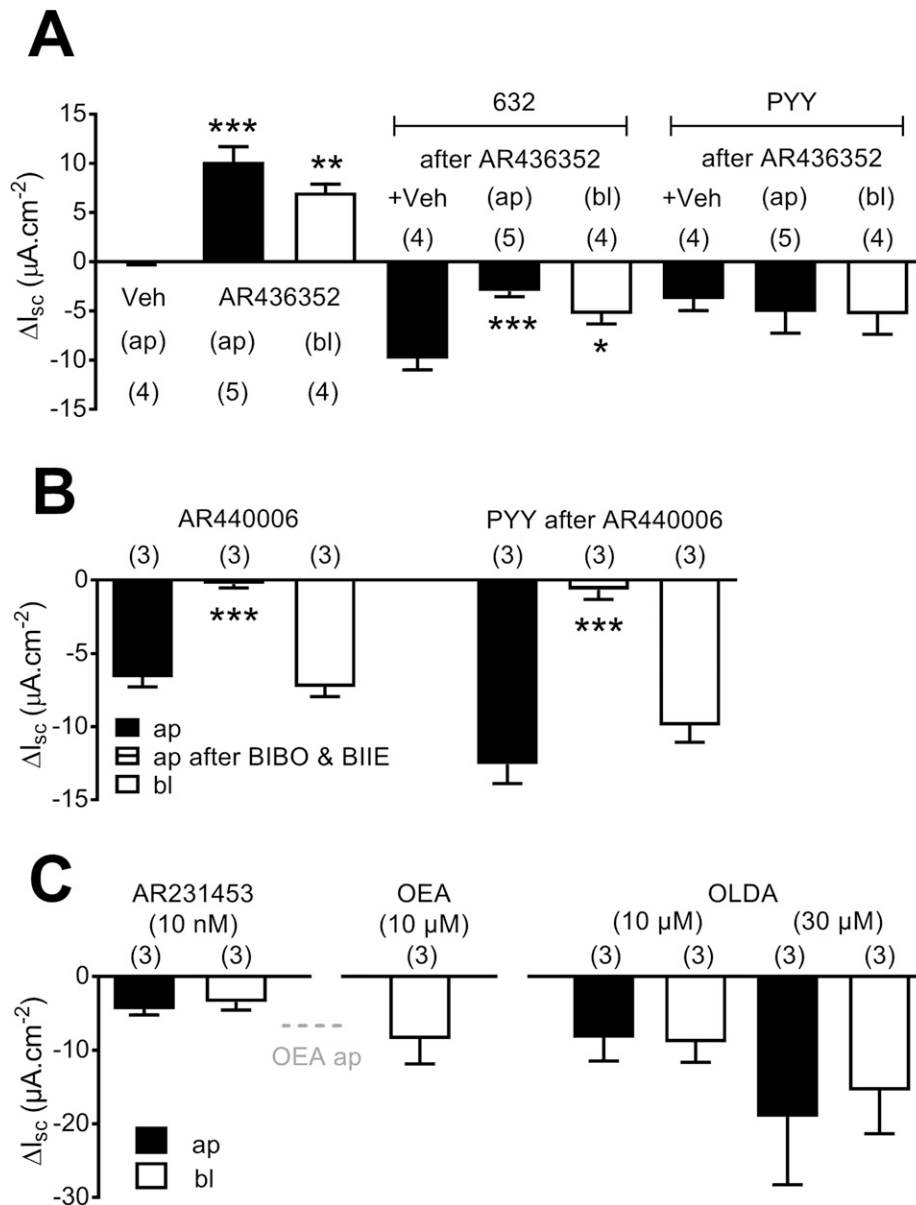 A
632 PYY
*** ** after AR436352 after AR436352
+Veh (ap) (bl) +Veh (ap) (bl)
(4) (5) (4) (4) (5) (4)
15
10
5
0
-5
-10
-15
ΔIsc (µA.cm-2)
Veh AR436352
(ap) (ap) (bl)
(4) (5) (4)
*** *
B
AR440006 PYY after AR440006
(3) (3) (3) (3) (3) (3)
0
-5
-10
-15
ΔIsc (µA.cm-2)
*** ***
ap
ap after BIBO & BIIE
bl
C
AR231453 OEA OLDA
(10 nM) (10 µM) (10 µM) (30 µM)
(3) (3) (3) (3) (3) (3) (3)
0
-10
-20
-30
ΔIsc (µA.cm-2)
OEA ap
ap
bl